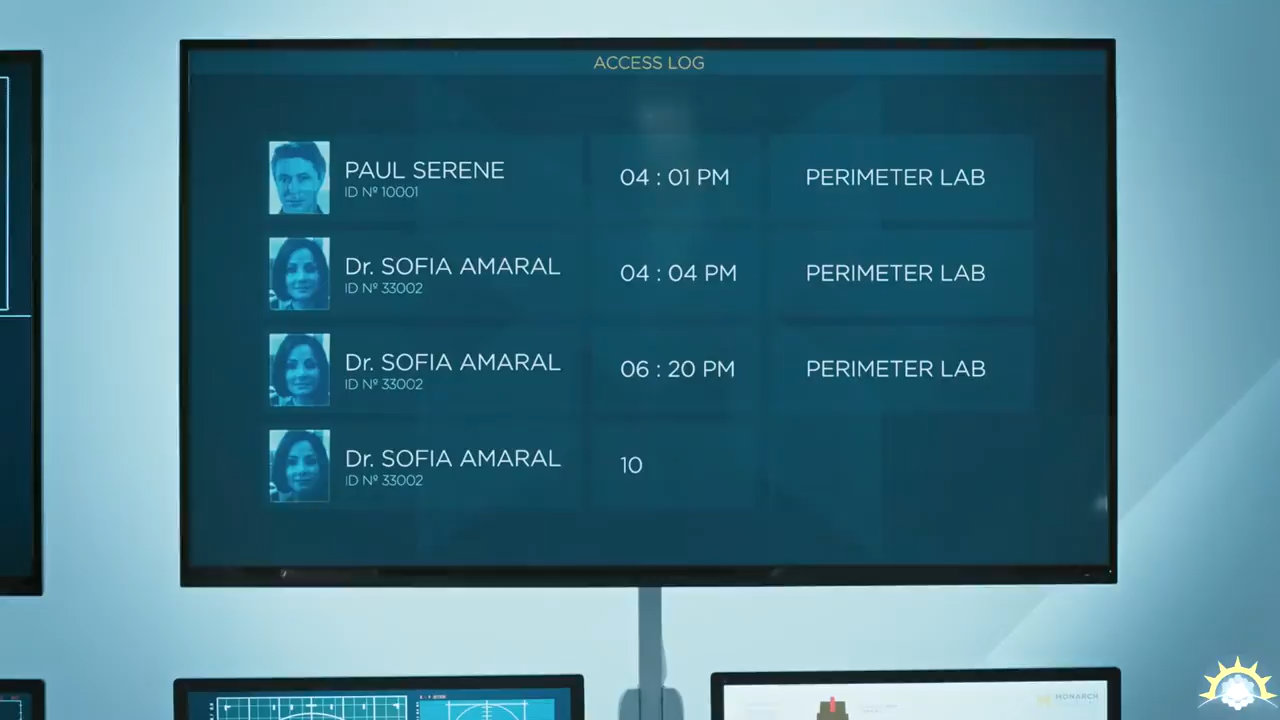 ACCESS LOG
PAUL SERENE
ID Nº 10001
04 : 01 PM
PERIMETER LAB
Dr. SOFIA AMARAL
ID Nº 33002
04 : 04 PM
PERIMETER LAB
Dr. SOFIA AMARAL
ID Nº 33002
06 : 20 PM
PERIMETER LAB
Dr. SOFIA AMARAL
ID Nº 33002
10
MONARCH